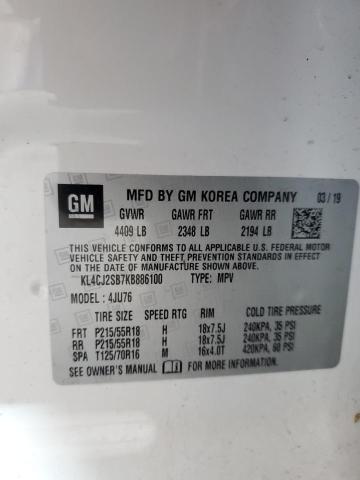 GM
MFD BY GM KOREA COMPANY 03/19
GVWR GAWR FRT GAWR RR
4409 LB 2348 LB 2194 LB
THIS VEHICLE CONFORMS TO ALL APPLICABLE U.S. FEDERAL MOTOR
VEHICLE SAFETY AND THEFT PREVENTION STANDARDS IN EFFECT
ON THE DATE OF MANUFACTURE SHOWN ABOVE.
KL4CJ2SB7KB886100 TYPE: MPV
MODEL: 4JU76
TIRE SIZE SPEED RTG RIM COLD TIRE PRESSURE
FRT P215/55R18 H 18x7.5J 240KPA, 35 PSI
RR P215/55R18 H 18x7.5J 240KPA, 35 PSI
SPA T125/70R16 M 16x4.0T 420KPA, 60 PSI
SEE OWNER'S MANUAL FOR MORE INFORMATION.